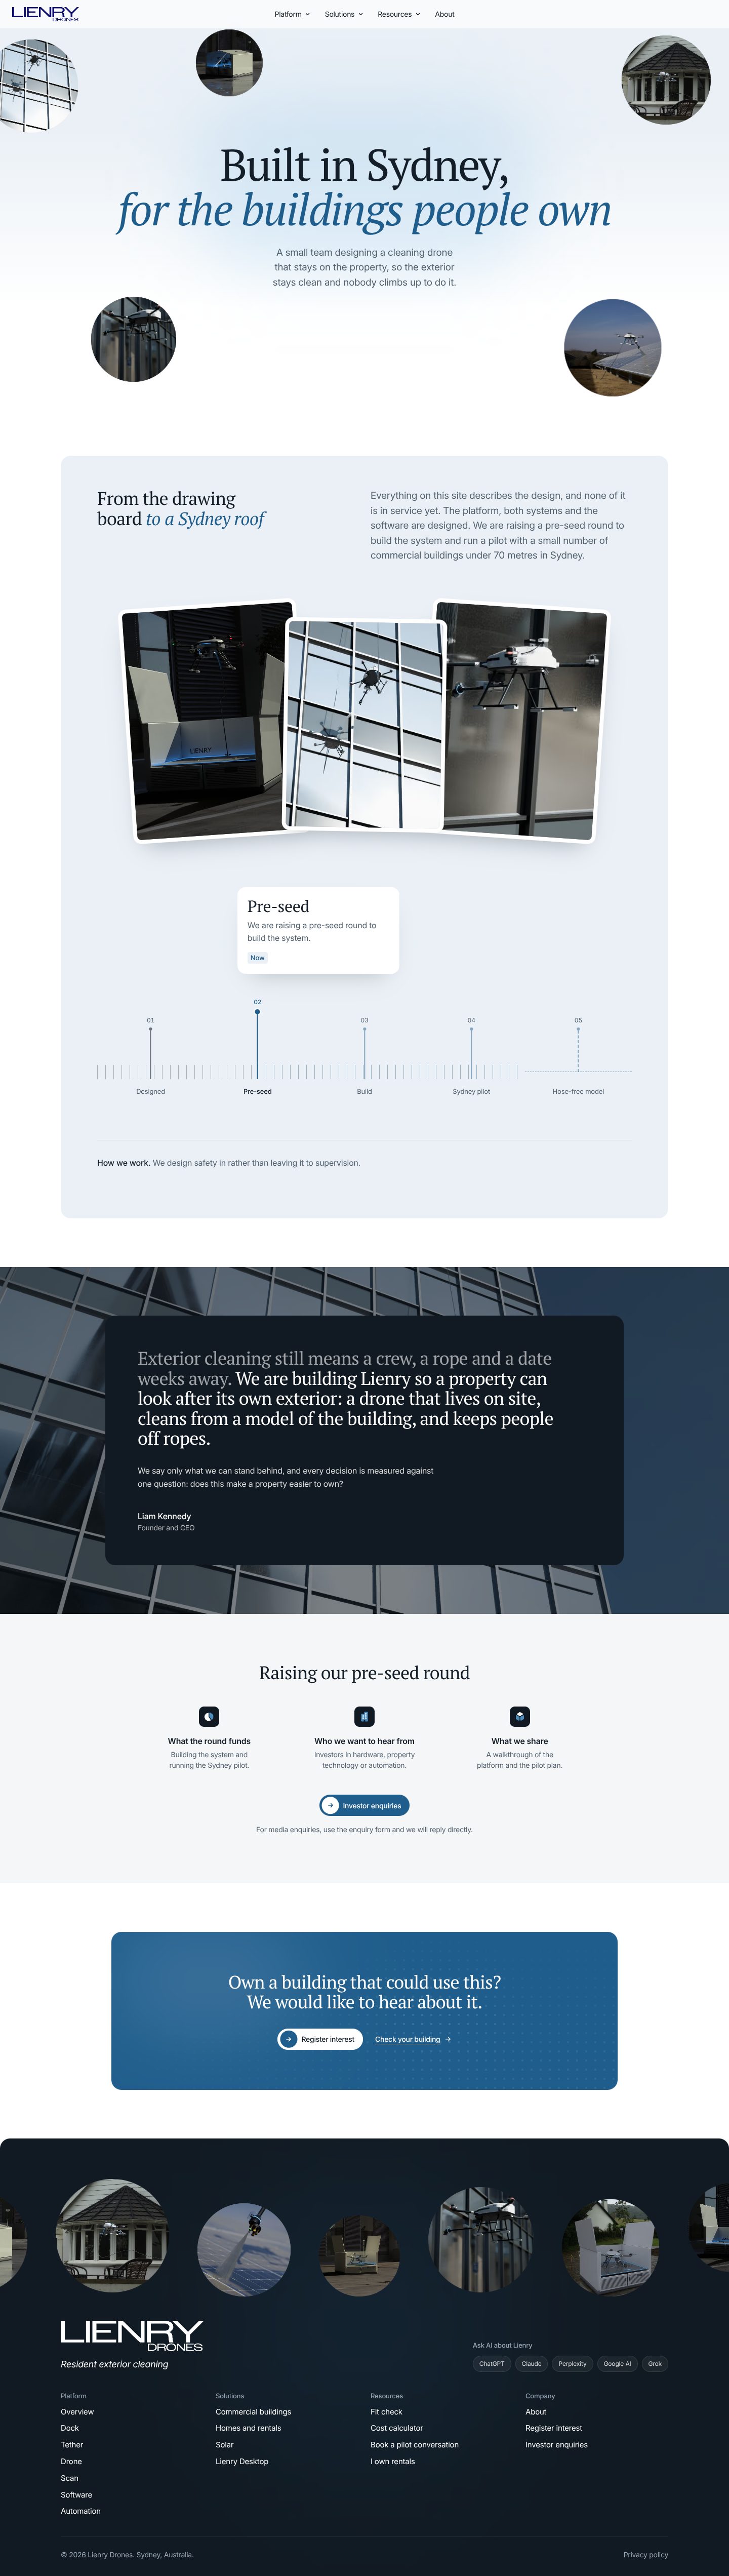 LIENRY
DRONES
Platform
Solutions
Resources
About
Built in Sydney,
for the buildings people own
A small team designing a cleaning drone
that stays on the property, so the exterior
stays clean and nobody climbs up to do it.
From the drawing
board to a Sydney roof
Everything on this site describes the design, and none of it
is in service yet. The platform, both systems and the
software are designed. We are raising a pre-seed round to
build the system and run a pilot with a small number of
commercial buildings under 70 metres in Sydney.
LIENRY
Pre-seed
We are raising a pre-seed round to
build the system.
Now
01
02
03
04
05
Designed
Pre-seed
Build
Sydney pilot
Hose-free model
How we work. We design safety in rather than leaving it to supervision.
Exterior cleaning still means a crew, a rope and a date
weeks away. We are building Lienry so a property can
look after its own exterior: a drone that lives on site,
cleans from a model of the building, and keeps people
off ropes.
We say only what we can stand behind, and every decision is measured against
one question: does this make a property easier to own?
Liam Kennedy
Founder and CEO
Raising our pre-seed round
What the round funds
Building the system and
running the Sydney pilot.
Who we want to hear from
Investors in hardware, property
technology or automation.
What we share
A walkthrough of the
platform and the pilot plan.
Investor enquiries
For media enquiries, use the enquiry form and we will reply directly.
Own a building that could use this?
We would like to hear about it.
Register interest
Check your building
LIENRY
DRONES
Resident exterior cleaning
Ask AI about Lienry
ChatGPT
Claude
Perplexity
Google AI
Grok
Platform
Overview
Dock
Tether
Drone
Scan
Software
Automation
Solutions
Commercial buildings
Homes and rentals
Solar
Lienry Desktop
Resources
Fit check
Cost calculator
Book a pilot conversation
I own rentals
Company
About
Register interest
Investor enquiries
© 2026 Lienry Drones. Sydney, Australia.
Privacy policy